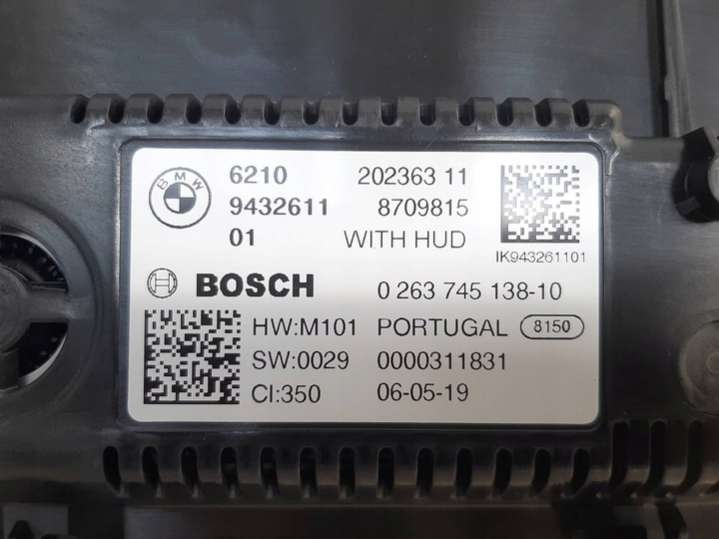 BMW 6210 202363 11
9432611 8709815
01 WITH HUD
IK943261101
BOSCH 0 263 745 138-10
HW:M101 PORTUGAL 8150
SW:0029 0000311831
CI:350 06-05-19